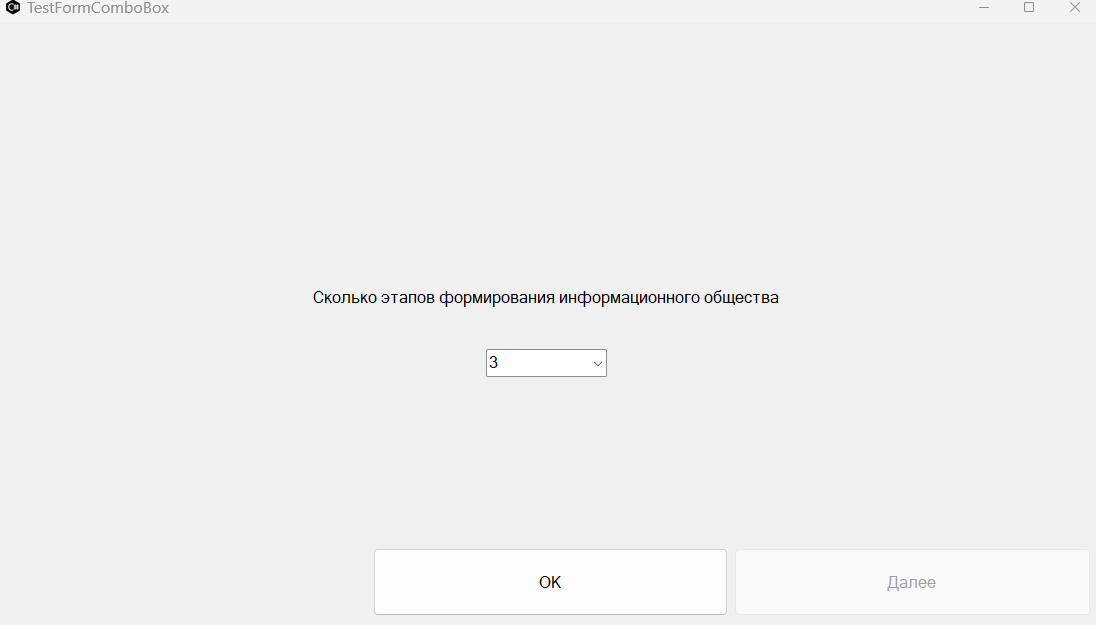 TestFormComboBox
Сколько этапов формирования информационного общества
3
OK
Далее